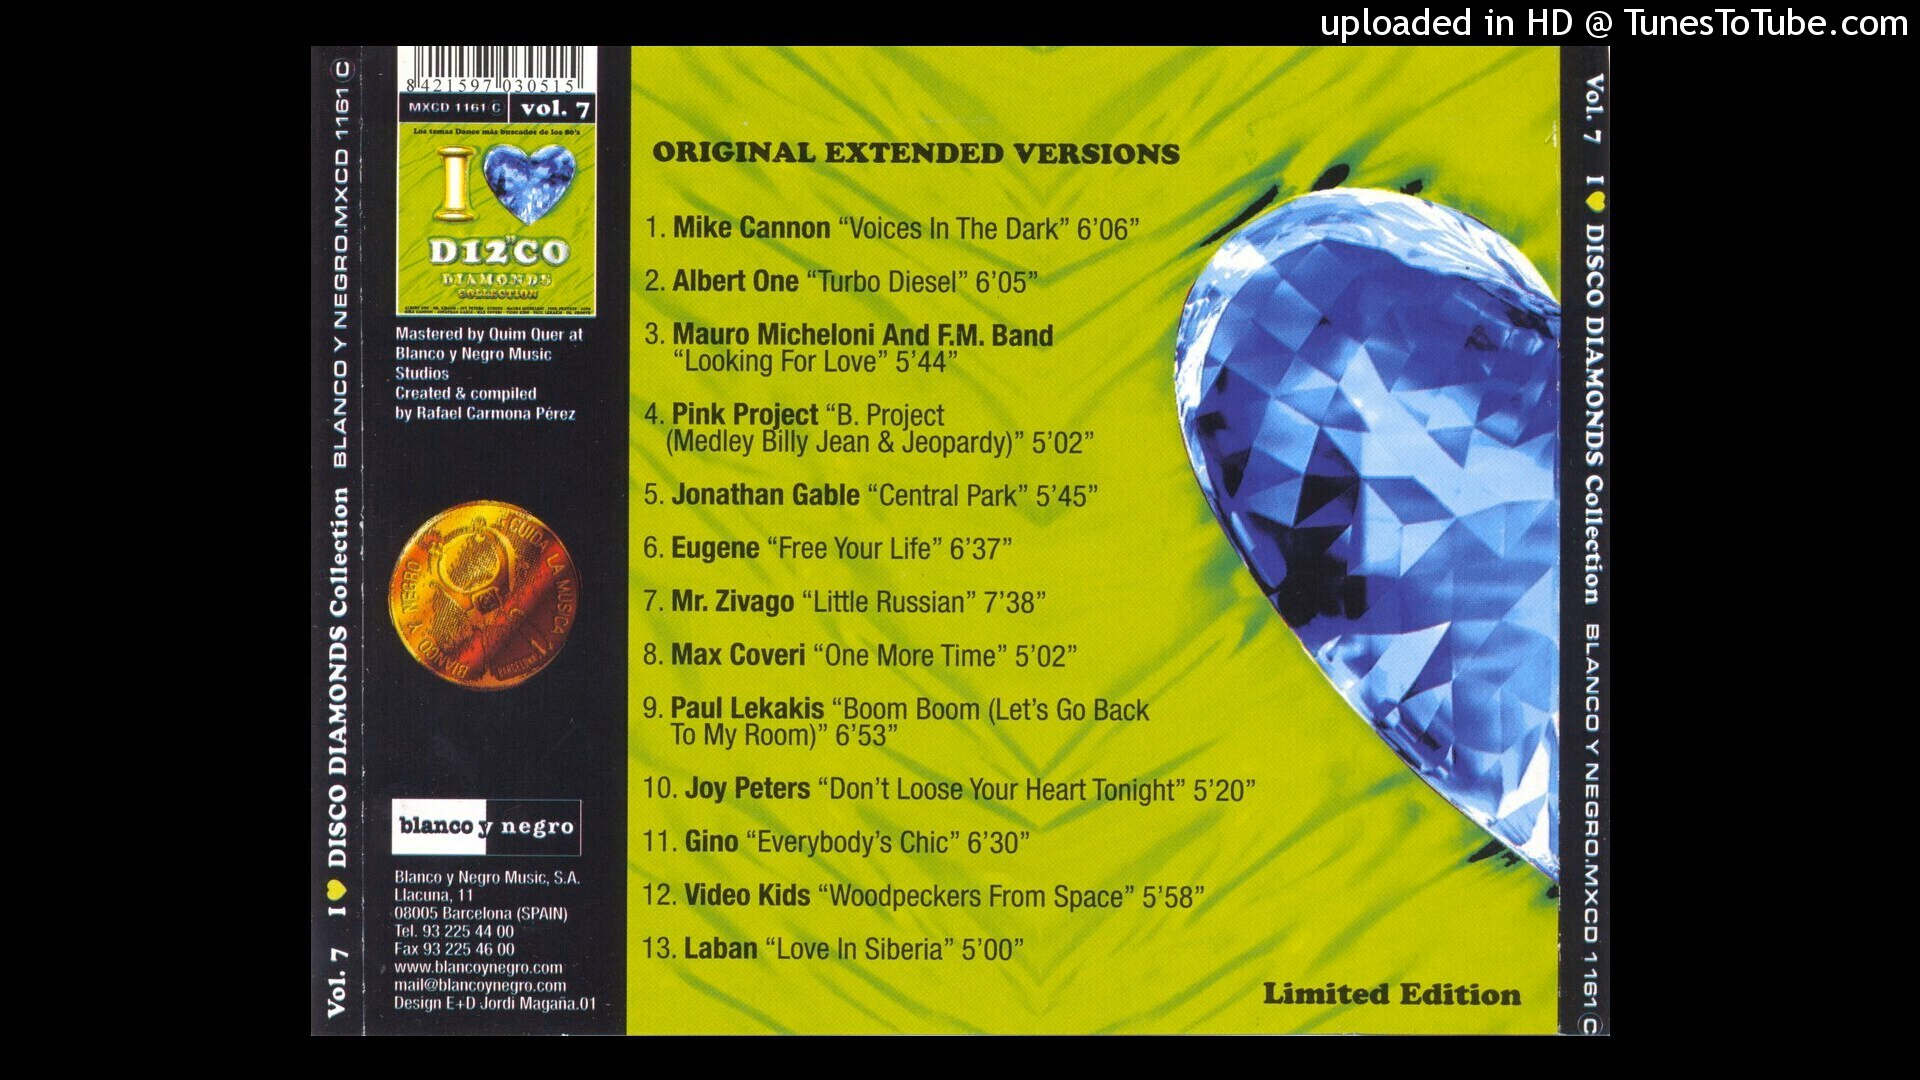 uploaded in HD @ TunesToTube.com
Vol. 7 I DISCO DIAMONDS Collection BLANCO Y NEGRO.MXCD 1161 C
8 421597 030515
MXCD 1161 C vol. 7
Los temas Dance más buscados de los 80's
I
D12"CO
DIAMONDS
COLLECTION
Mastered by Quim Quer at
Blanco y Negro Music
Studios
Created & compiled
by Rafael Carmona Pérez
BLANCO Y NEGRO CUIDA LA MUSICA
BARCELONA
blanco y negro
Blanco y Negro Music, S.A.
Llacuna, 11
08005 Barcelona (SPAIN)
Tel. 93 225 44 00
Fax 93 225 46 00
www.blancoynegro.com
mail@blancoynegro.com
Design E+D Jordi Magaña.01
ORIGINAL EXTENDED VERSIONS
1. Mike Cannon “Voices In The Dark” 6’06”
2. Albert One “Turbo Diesel” 6’05”
3. Mauro Micheloni And F.M. Band
“Looking For Love” 5’44”
4. Pink Project “B. Project
(Medley Billy Jean & Jeopardy)” 5’02”
5. Jonathan Gable “Central Park” 5’45”
6. Eugene “Free Your Life” 6’37”
7. Mr. Zivago “Little Russian” 7’38”
8. Max Coveri “One More Time” 5’02”
9. Paul Lekakis “Boom Boom (Let’s Go Back
To My Room)” 6’53”
10. Joy Peters “Don’t Loose Your Heart Tonight” 5’20”
11. Gino “Everybody’s Chic” 6’30”
12. Video Kids “Woodpeckers From Space” 5’58”
13. Laban “Love In Siberia” 5’00”
Limited Edition
Vol. 7 I DISCO DIAMONDS Collection BLANCO Y NEGRO.MXCD 1161 C